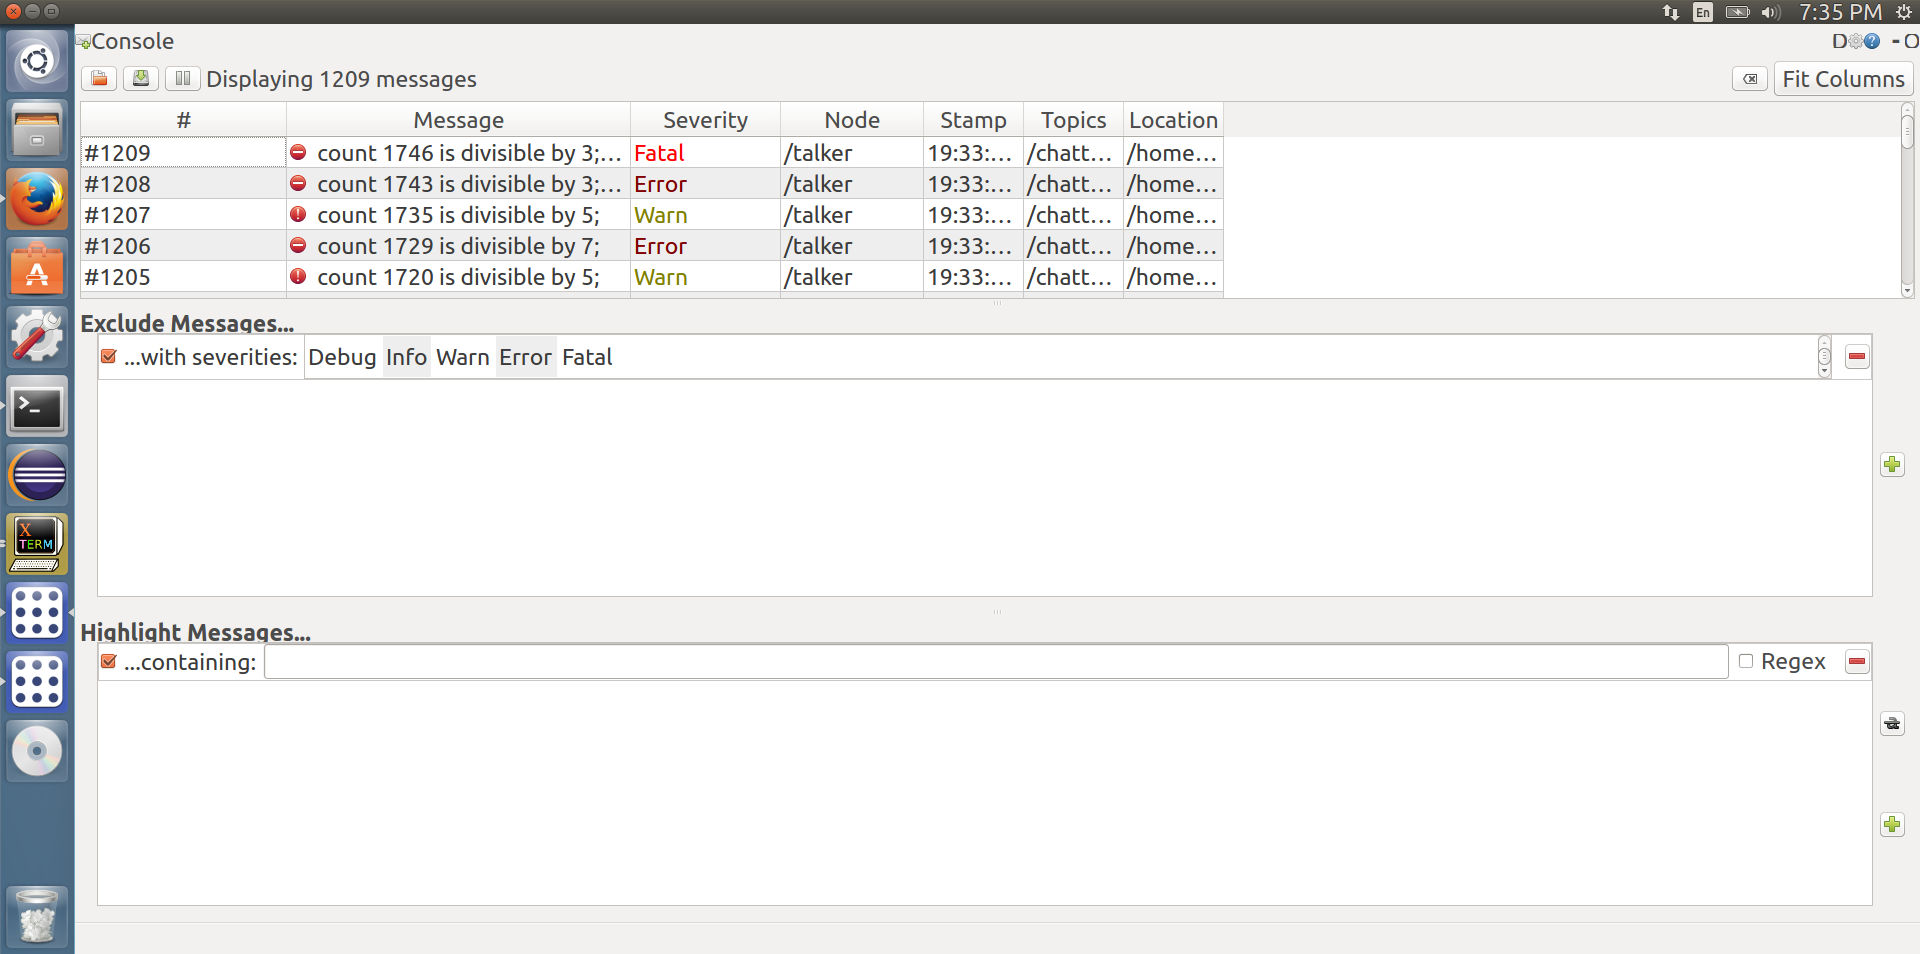 En 7:35 PM
Console D - O
Displaying 1209 messages Fit Columns
# Message Severity Node Stamp Topics Location
#1209 count 1746 is divisible by 3;... Fatal /talker 19:33:... /chatt... /home...
#1208 count 1743 is divisible by 3;... Error /talker 19:33:... /chatt... /home...
#1207 count 1735 is divisible by 5; Warn /talker 19:33:... /chatt... /home...
#1206 count 1729 is divisible by 7; Error /talker 19:33:... /chatt... /home...
#1205 count 1720 is divisible by 5; Warn /talker 19:33:... /chatt... /home...
Exclude Messages...
...with severities: Debug Info Warn Error Fatal
X
TERM
Highlight Messages...
...containing: Regex